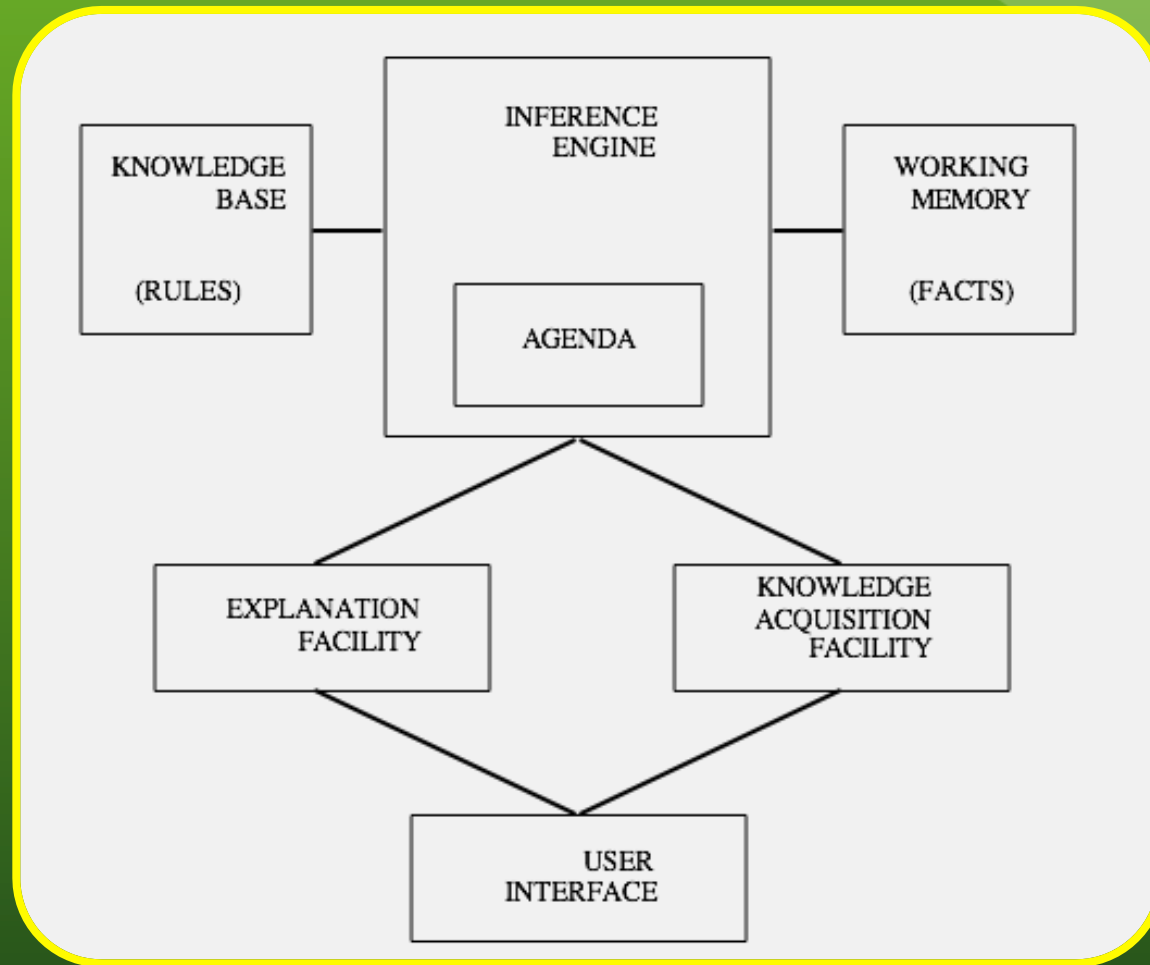 INFERENCE
ENGINE
KNOWLEDGE
BASE
(RULES)
WORKING
MEMORY
(FACTS)
AGENDA
EXPLANATION
FACILITY
KNOWLEDGE
ACQUISITION
FACILITY
USER
INTERFACE